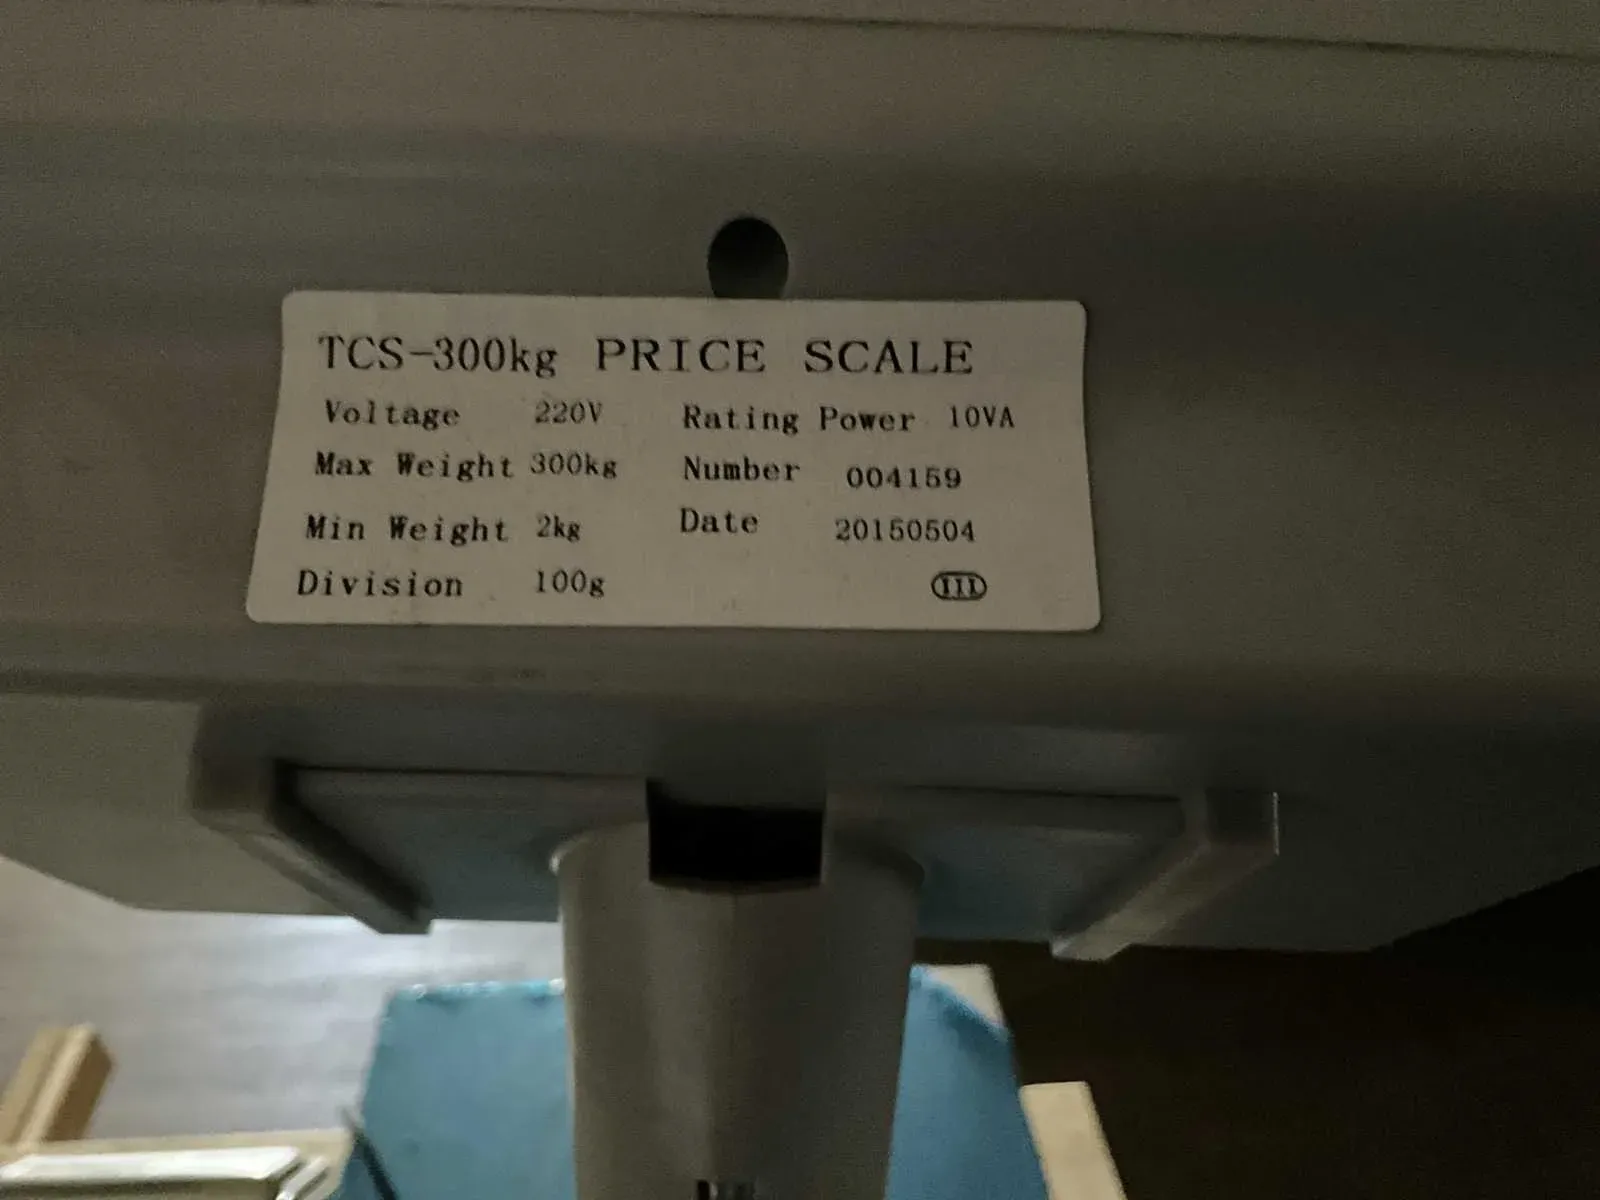 TCS-300kg PRICE SCALE
Voltage 220V Rating Power 10VA
Max Weight 300kg Number 004159
Min Weight 2kg Date 20150504
Division 100g III